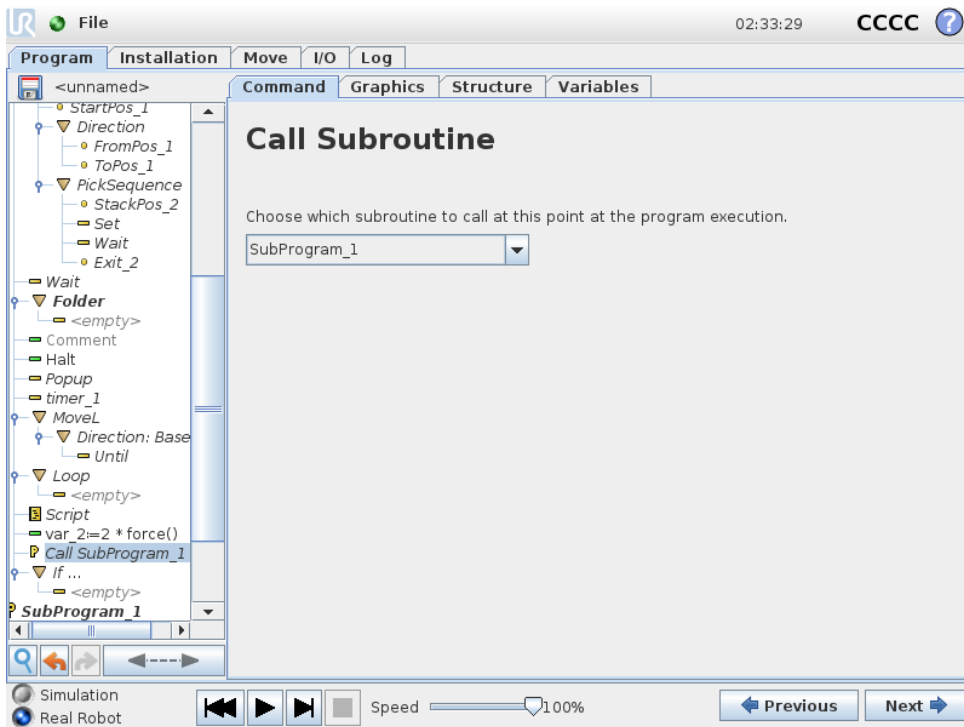 UR File 02:33:29 CCCC ?
Program Installation Move I/O Log
<unnamed> Command Graphics Structure Variables
StartPos_1
Direction
FromPos_1
ToPos_1
PickSequence
StackPos_2
Set
Wait
Exit_2
Wait
Folder
<empty>
Comment
Halt
Popup
timer_1
MoveL
Direction: Base
Until
Loop
<empty>
Script
var_2:=2 * force()
Call SubProgram_1
If ...
<empty>
SubProgram_1
Call Subroutine
Choose which subroutine to call at this point at the program execution.
SubProgram_1
Simulation
Real Robot
Speed 100%
Previous Next